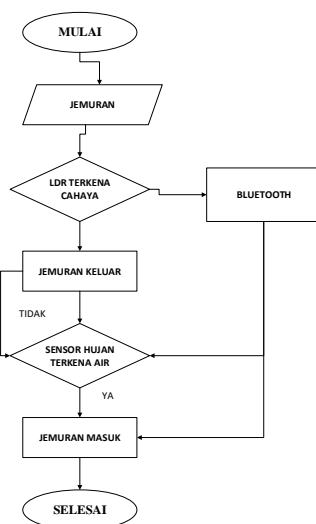 MULAI
JEMURAN
LDR TERKENA
CAHAYA
BLUETOOTH
JEMURAN KELUAR
TIDAK
SENSOR HUJAN
TERKENA AIR
YA
JEMURAN MASUK
SELESAI